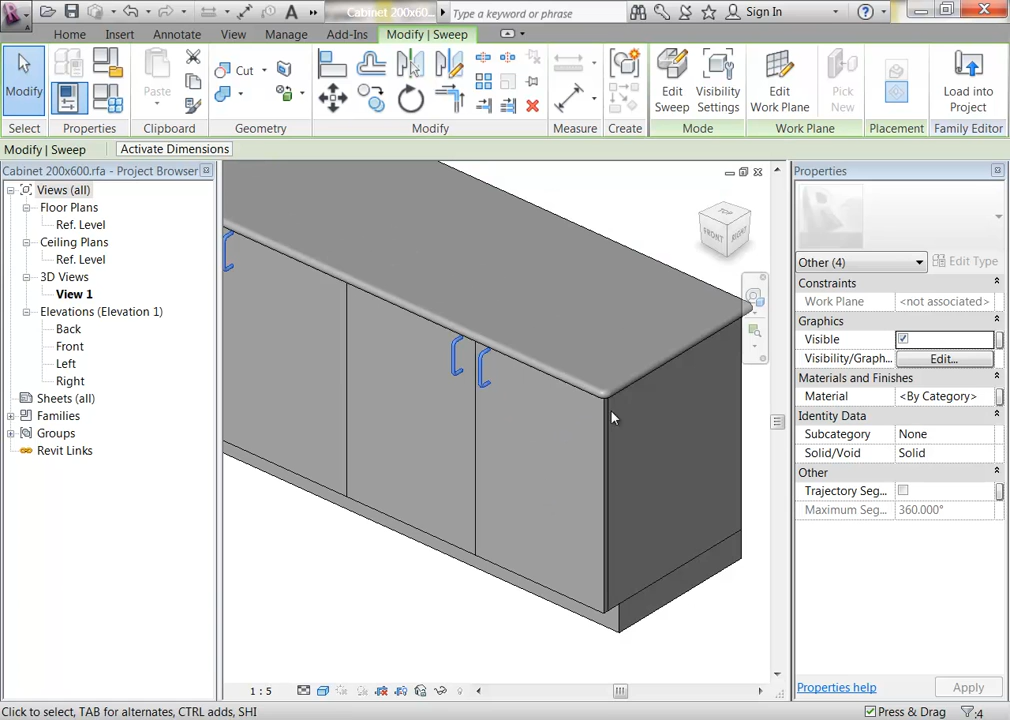 Cabinet 200x60...
Type a keyword or phrase
Sign In
Home Insert Annotate View Manage Add-Ins Modify | Sweep
Modify
Paste
Cut
Edit Sweep
Visibility Settings
Edit Work Plane
Pick New
Load into Project
Select Properties Clipboard Geometry Modify Measure Create Mode Work Plane Placement Family Editor
Modify | Sweep Activate Dimensions
Cabinet 200x600.rfa - Project Browser
Views (all)
Floor Plans
Ref. Level
Ceiling Plans
Ref. Level
3D Views
View 1
Elevations (Elevation 1)
Back
Front
Left
Right
Sheets (all)
Families
Groups
Revit Links
TOP
FRONT
RIGHT
Properties
Other (4) Edit Type
Constraints
Work Plane <not associated>
Graphics
Visible
Visibility/Graph... Edit...
Materials and Finishes
Material <By Category>
Identity Data
Subcategory None
Solid/Void Solid
Other
Trajectory Seg...
Maximum Seg... 360.000°
Properties help Apply
1 : 5
Click to select, TAB for alternates, CTRL adds, SHI
Press & Drag
:4